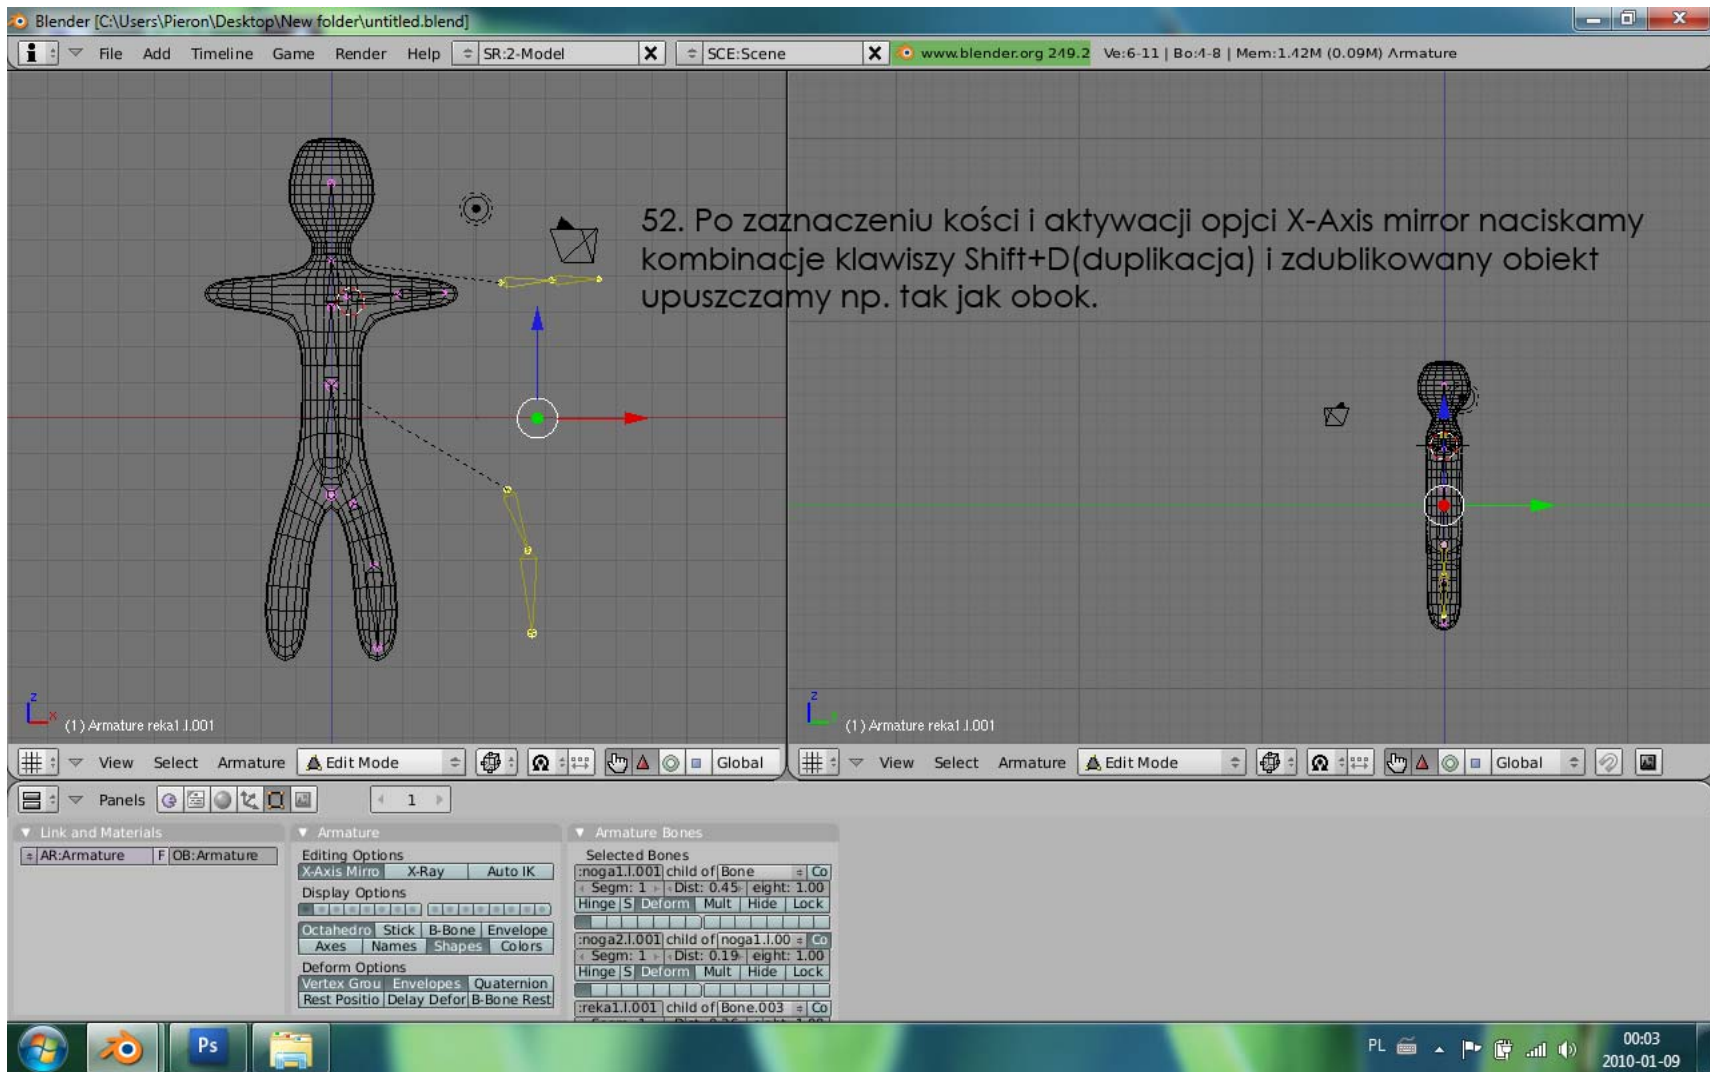 Blender [C:\Users\Pieron\Desktop\New folder\untitled.blend]
File Add Timeline Game Render Help SR:2-Model SCE:Scene www.blender.org 249.2 Ve:6-11 | Bo:4-8 | Mem:1.42M (0.09M) Armature
52. Po zaznaczeniu kości i aktywacji opjci X-Axis mirror naciskamy
kombinacje klawiszy Shift+D(duplikacja) i zdublikowany obiekt
upuszczamy np. tak jak obok.
z
x
(1) Armature reka1.l.001
z
(1) Armature reka1.l.001
View Select Armature Edit Mode Global
View Select Armature Edit Mode Global
Panels 1
Link and Materials
AR:Armature F OB:Armature
Armature
Editing Options
X-Axis Mirro X-Ray Auto IK
Display Options
Octahedro Stick B-Bone Envelope
Axes Names Shapes Colors
Deform Options
Vertex Grou Envelopes Quaternion
Rest Positio Delay Defor B-Bone Rest
Armature Bones
Selected Bones
:noga1.l.001 child of Bone Co
Segm: 1 Dist: 0.45 eight: 1.00
Hinge S Deform Mult Hide Lock
:noga2.l.001 child of noga1.l.00 Co
Segm: 1 Dist: 0.19 eight: 1.00
Hinge S Deform Mult Hide Lock
:reka1.l.001 child of Bone.003 Co
Ps
PL
00:03
2010-01-09